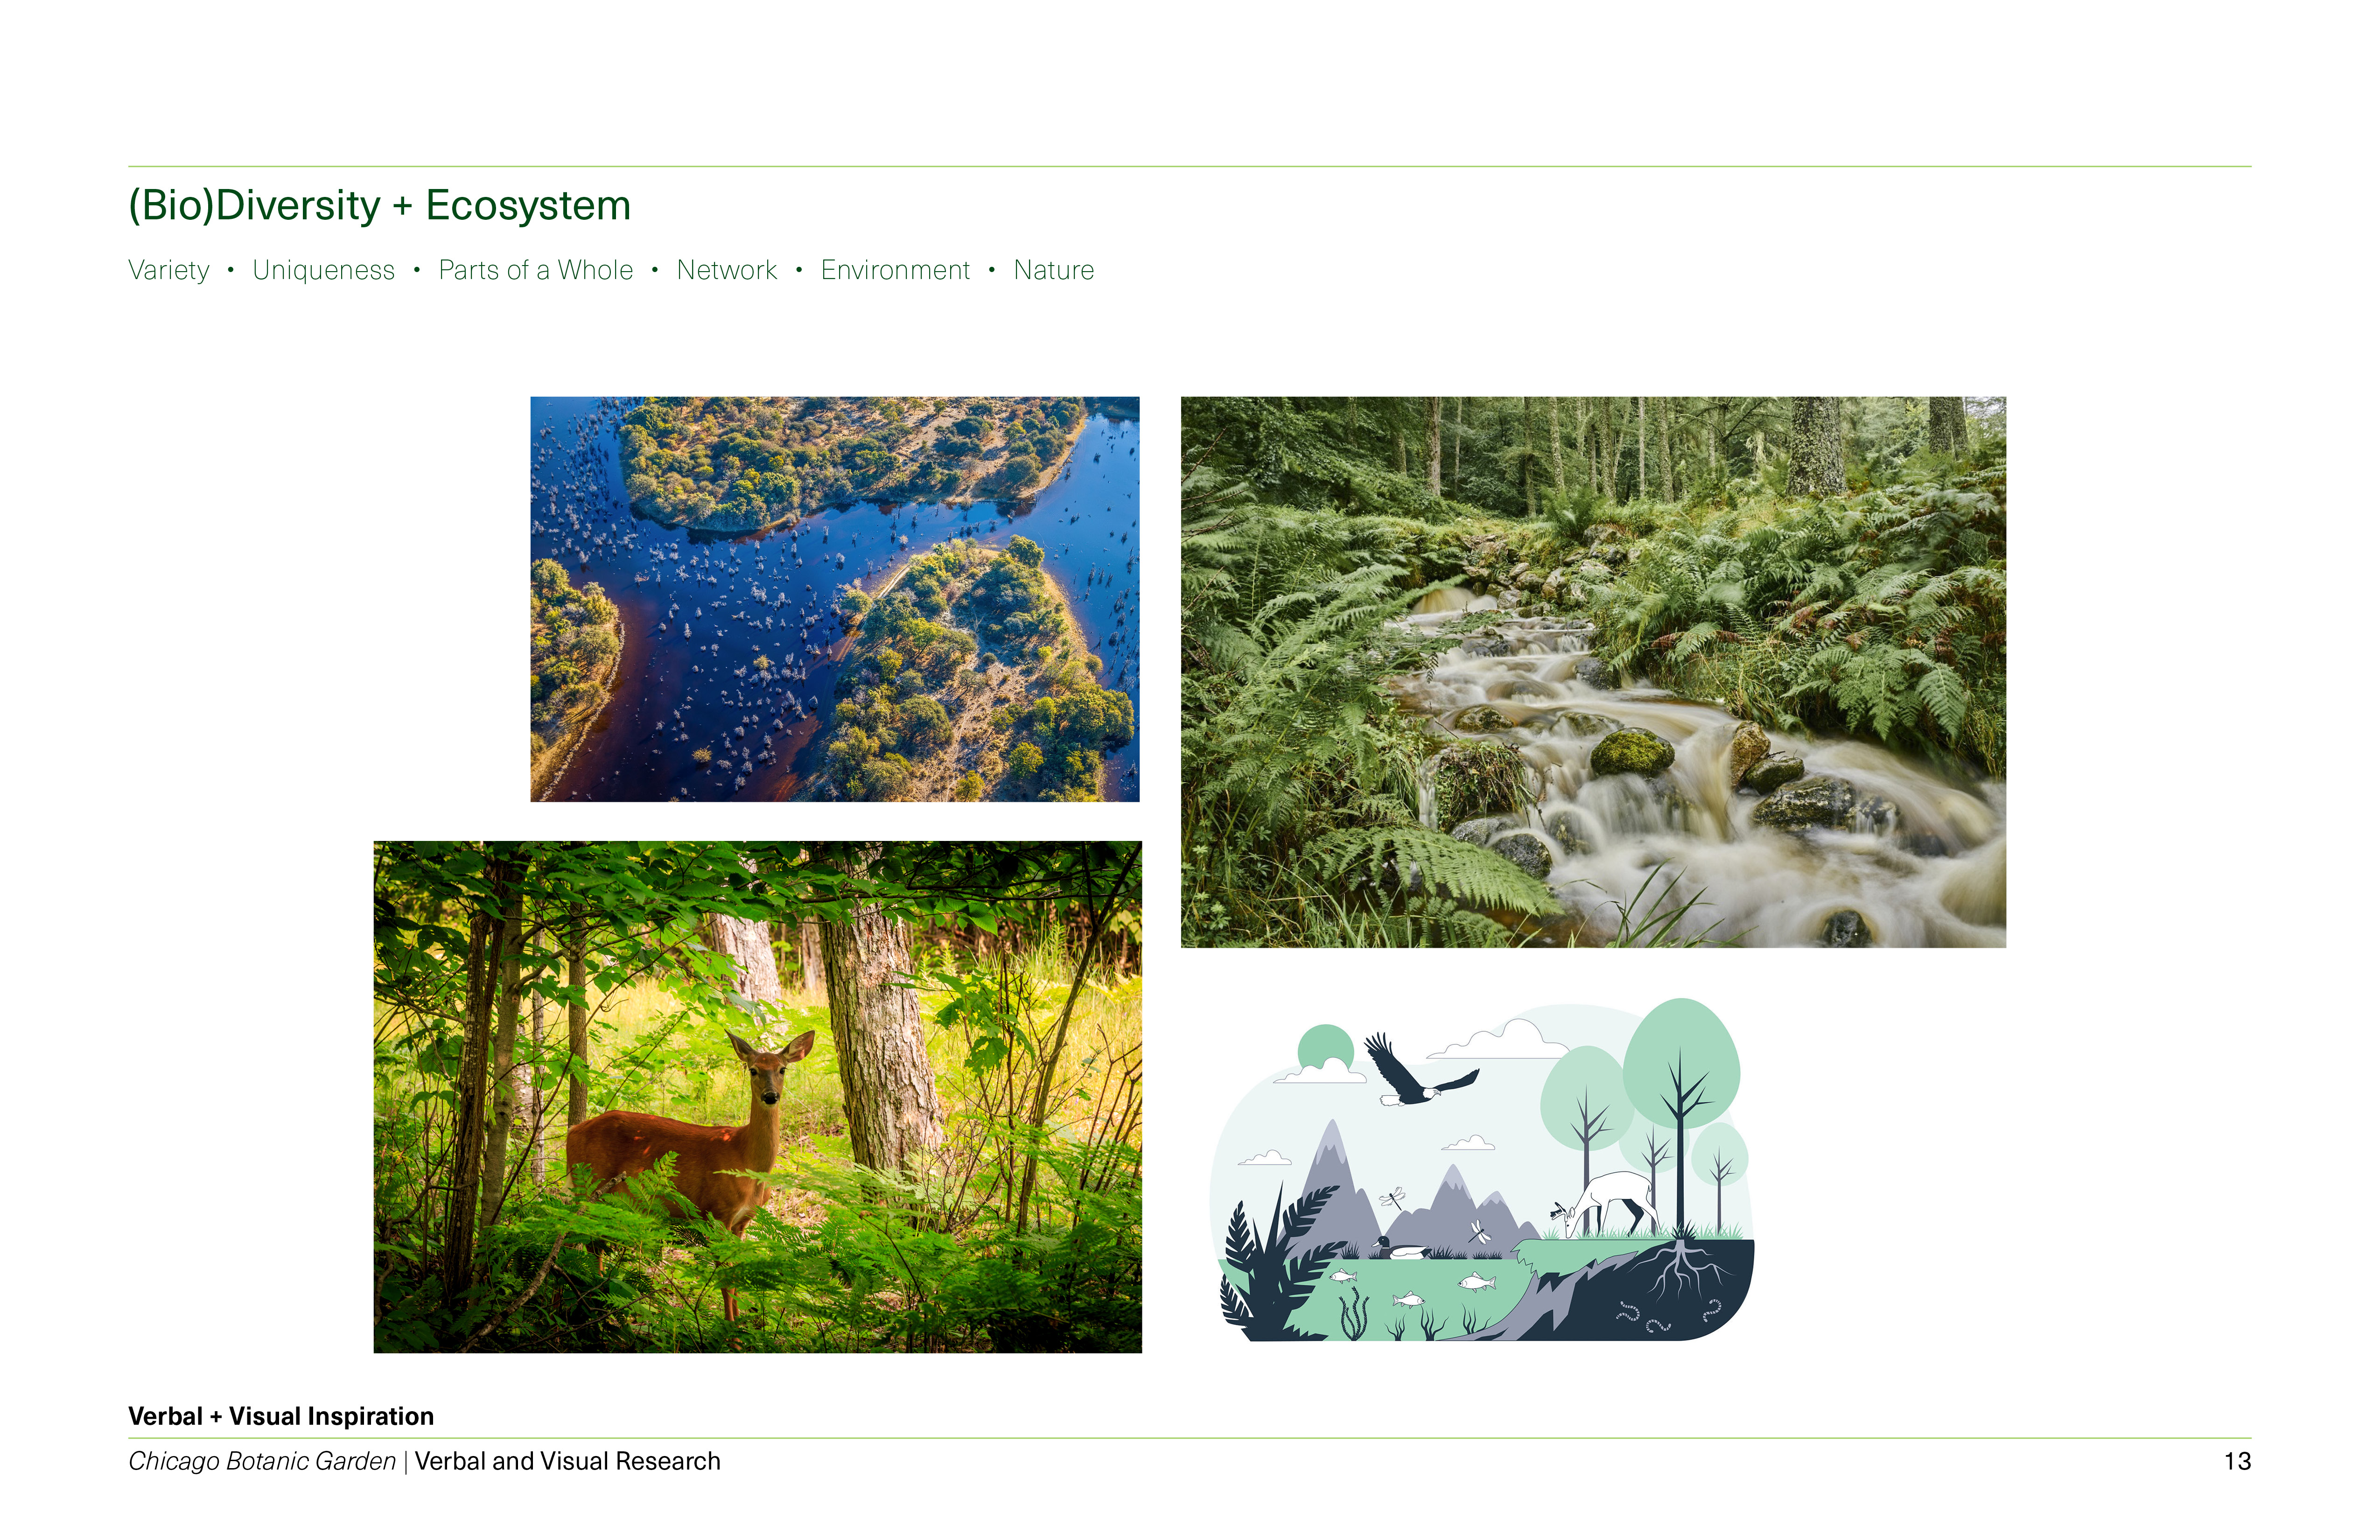 (Bio)Diversity + Ecosystem
Variety • Uniqueness • Parts of a Whole • Network • Environment • Nature
Verbal + Visual Inspiration
Chicago Botanic Garden | Verbal and Visual Research 13